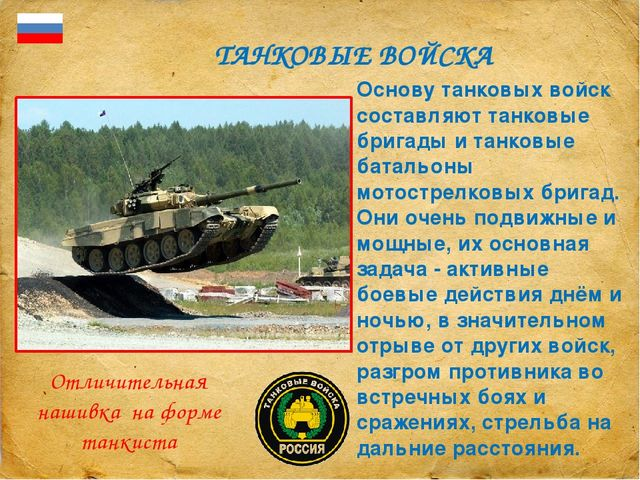 ТАНКОВЫЕ ВОЙСКА
Основу танковых войск
составляют танковые
бригады и танковые
батальоны
мотострелковых бригад.
Они очень подвижные и
мощные, их основная
задача - активные
боевые действия днём и
ночью, в значительном
отрыве от других войск,
разгром противника во
встречных боях и
сражениях, стрельба на
дальние расстояния.
Отличительная
нашивка на форме
танкиста
ТАНКОВЫЕ ВОЙСКА
РОССИЯ